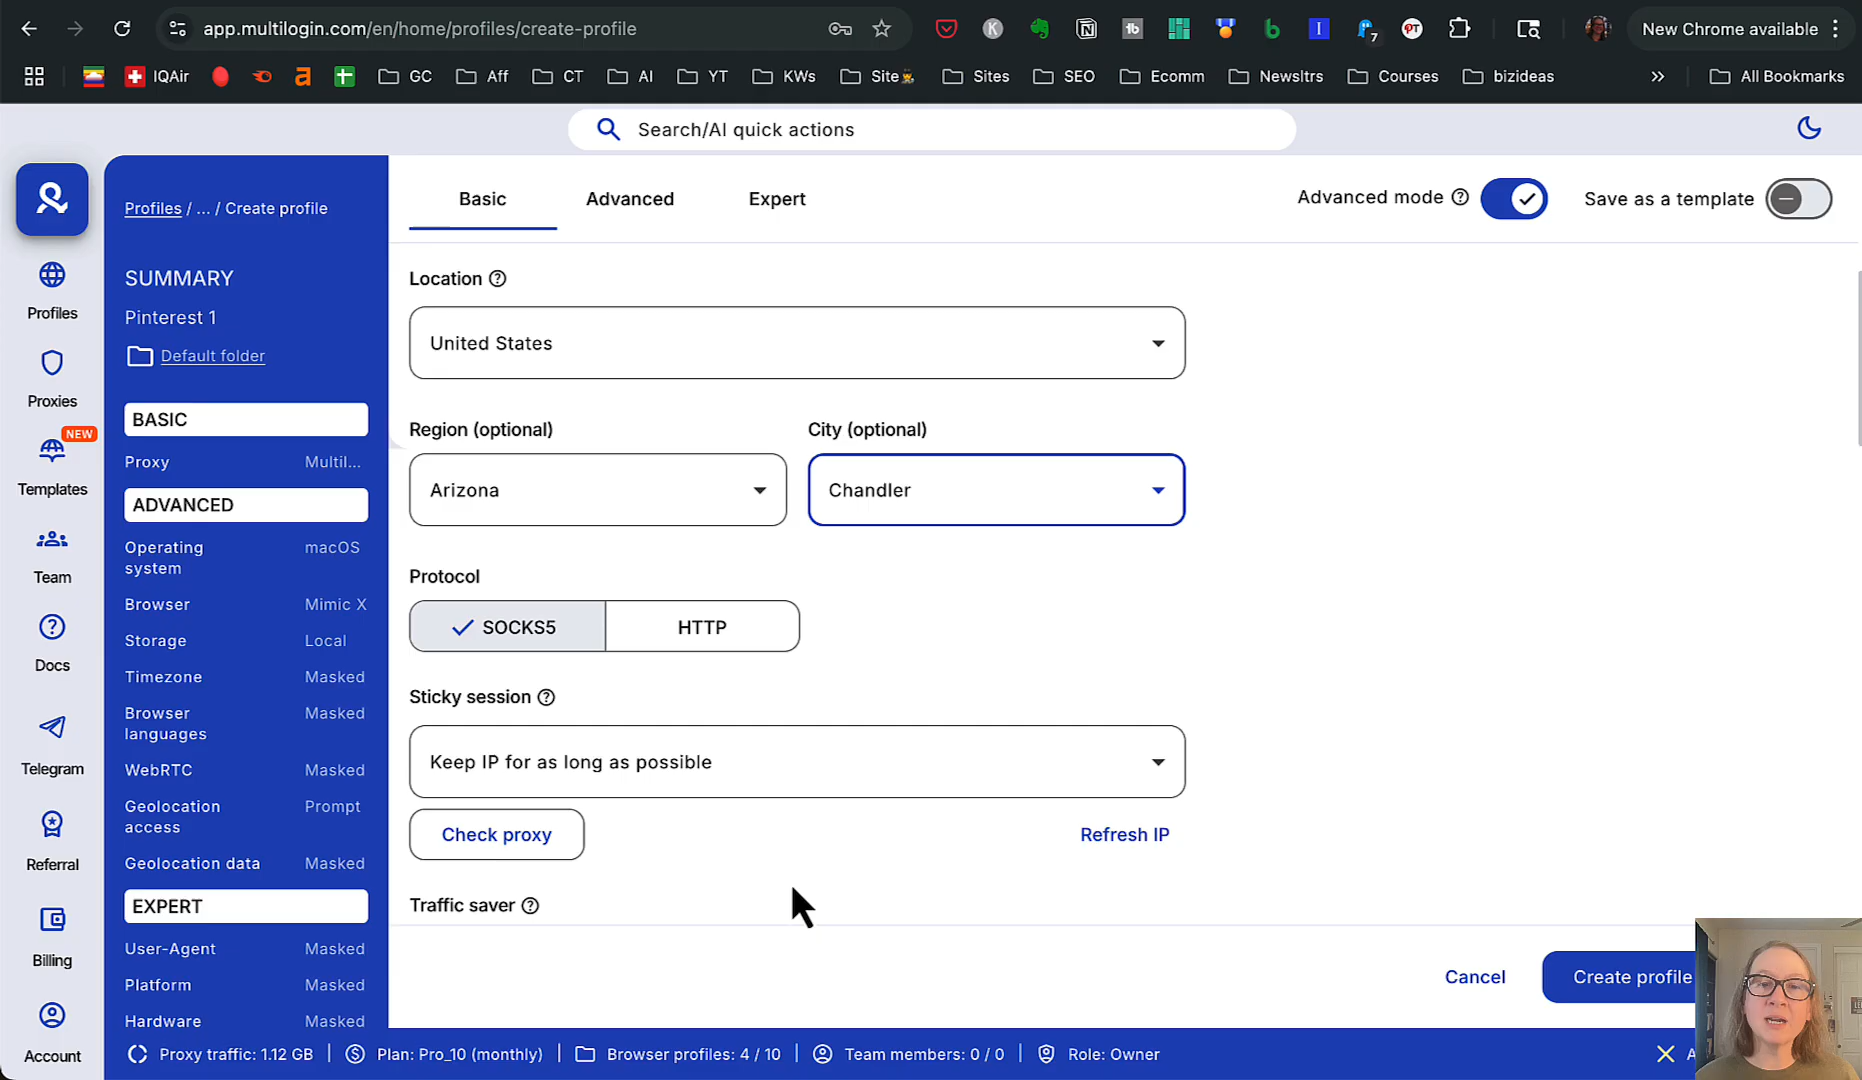 app.multilogin.com/en/home/profiles/create-profile
7
New Chrome available
IQAir
GC
Aff
CT
AI
YT
KWs
Site
Sites
SEO
Ecomm
Newsltrs
Courses
bizideas
All Bookmarks
Search/AI quick actions
Profiles / ... / Create profile
Basic
Advanced
Expert
Advanced mode
Save as a template
SUMMARY
Pinterest 1
Default folder
BASIC
Proxy Multil...
ADVANCED
Operating system macOS
Browser Mimic X
Storage Local
Timezone Masked
Browser languages Masked
WebRTC Masked
Geolocation access Prompt
Geolocation data Masked
EXPERT
User-Agent Masked
Platform Masked
Hardware Masked
Profiles
Proxies
NEW
Templates
Team
Docs
Telegram
Referral
Billing
Account
Location
United States
Region (optional)
City (optional)
Arizona
Chandler
Protocol
SOCKS5
HTTP
Sticky session
Keep IP for as long as possible
Check proxy
Refresh IP
Traffic saver
Cancel
Create profile
Proxy traffic: 1.12 GB
Plan: Pro_10 (monthly)
Browser profiles: 4 / 10
Team members: 0 / 0
Role: Owner